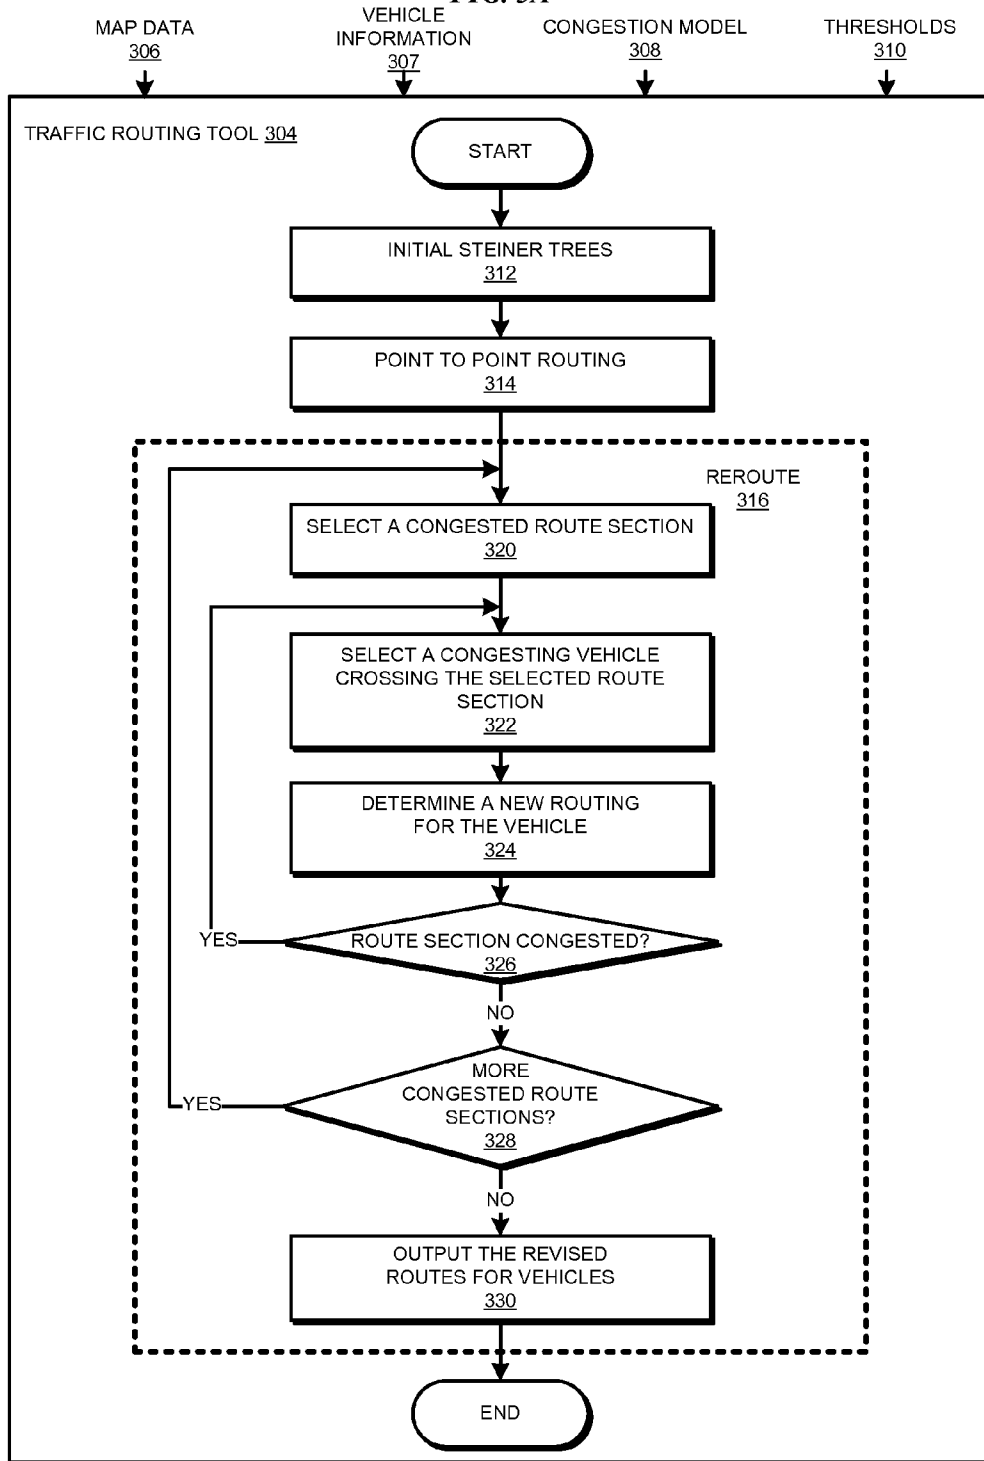 FIG. 3A
MAP DATA
306
VEHICLE
INFORMATION
307
CONGESTION MODEL
308
THRESHOLDS
310
TRAFFIC ROUTING TOOL 304
START
INITIAL STEINER TREES
312
POINT TO POINT ROUTING
314
REROUTE
316
SELECT A CONGESTED ROUTE SECTION
320
SELECT A CONGESTING VEHICLE
CROSSING THE SELECTED ROUTE
SECTION
322
DETERMINE A NEW ROUTING
FOR THE VEHICLE
324
YES
ROUTE SECTION CONGESTED?
326
NO
YES
MORE
CONGESTED ROUTE
SECTIONS?
328
NO
OUTPUT THE REVISED
ROUTES FOR VEHICLES
330
END